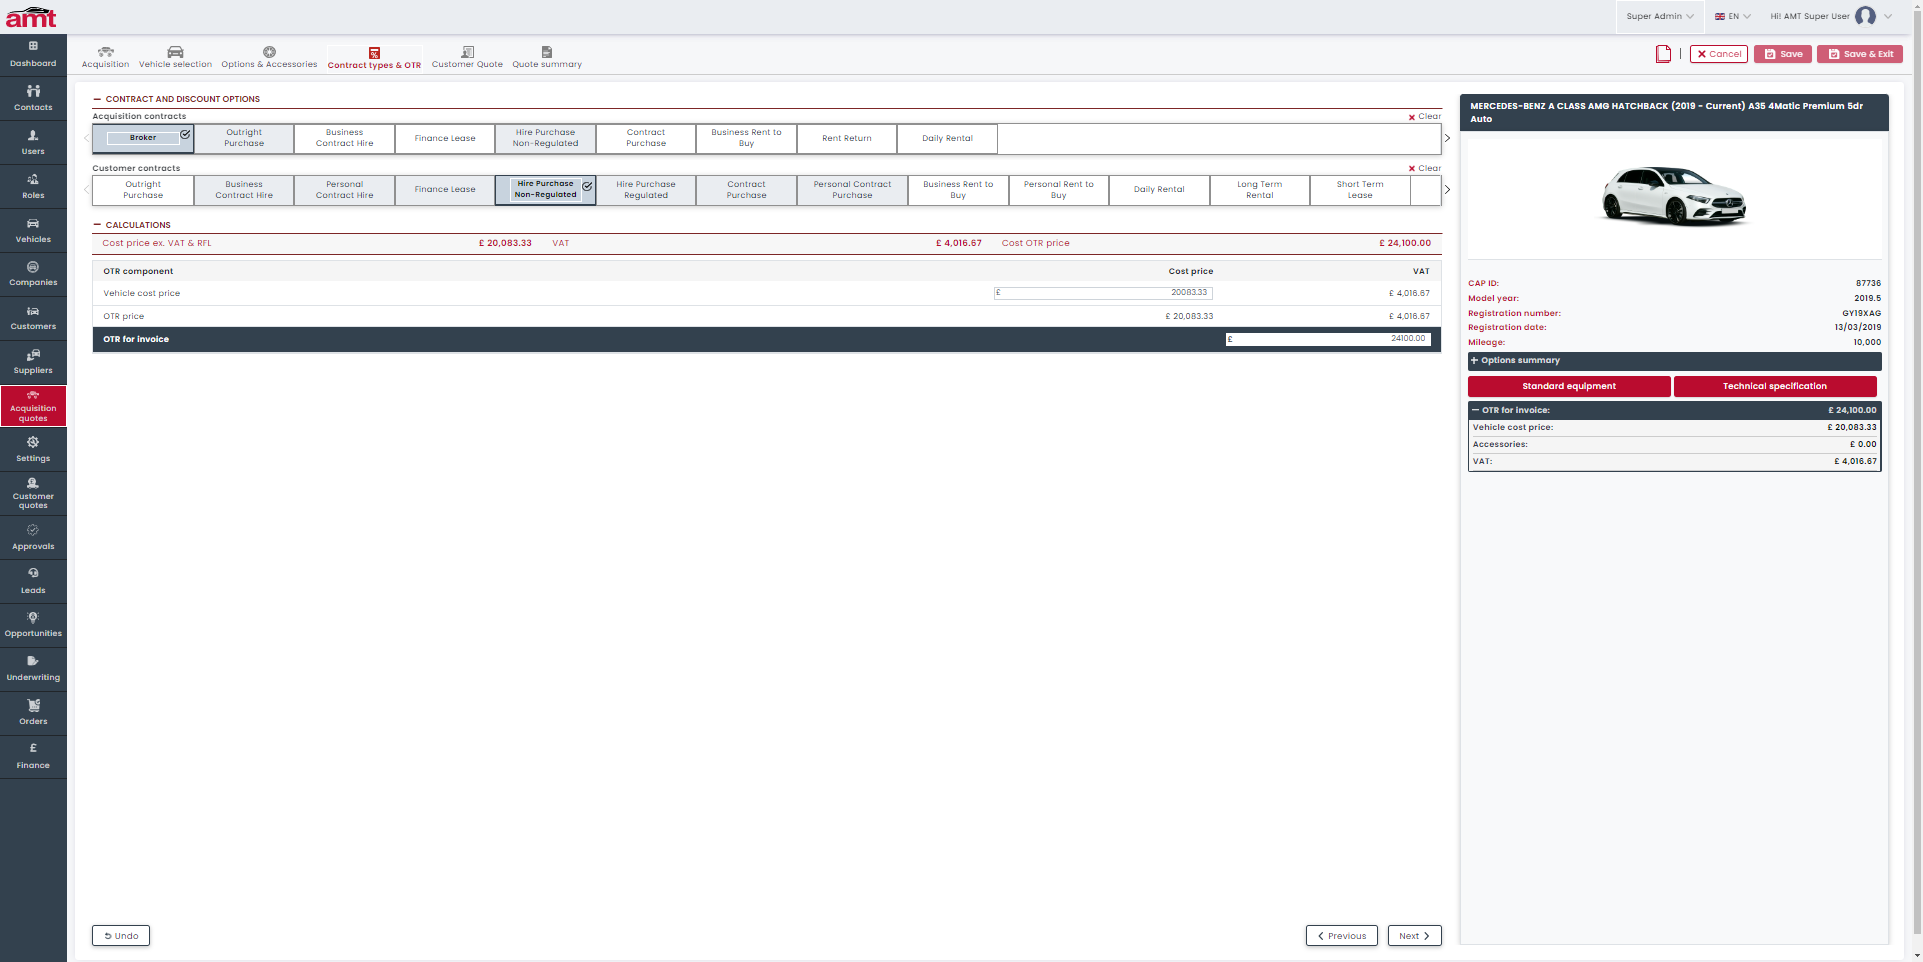 amt
Super Admin
EN
Hi! AMT Super User
Dashboard
Contacts
Users
Roles
Vehicles
Companies
Customers
Suppliers
Acquisition
quotes
Settings
Customer
quotes
Approvals
Leads
Opportunities
Underwriting
Orders
£
Finance
Acquisition
Vehicle selection
Options & Accessories
Contract types & OTR
Customer Quote
Quote summary
Cancel
Save
Save & Exit
CONTRACT AND DISCOUNT OPTIONS
Acquisition contracts
Clear
Broker
Outright
Purchase
Business
Contract Hire
Finance Lease
Hire Purchase
Non-Regulated
Contract
Purchase
Business Rent to
Buy
Rent Return
Daily Rental
Customer contracts
Clear
Outright
Purchase
Business
Contract Hire
Personal
Contract Hire
Finance Lease
Hire Purchase
Non-Regulated
Hire Purchase
Regulated
Contract
Purchase
Personal Contract
Purchase
Business Rent to
Buy
Personal Rent to
Buy
Daily Rental
Long Term
Rental
Short Term
Lease
CALCULATIONS
Cost price ex. VAT & RFL £ 20,083.33 VAT £ 4,016.67 Cost OTR price £ 24,100.00
OTR component Cost price VAT
Vehicle cost price £ 20083.33 £ 4,016.67
OTR price £ 20,083.33 £ 4,016.67
OTR for invoice £ 24100.00
Undo
Previous
Next
MERCEDES-BENZ A CLASS AMG HATCHBACK (2019 - Current) A35 4Matic Premium 5dr
Auto
CAP ID: 87736
Model year: 2019.5
Registration number: GY19XAG
Registration date: 13/03/2019
Mileage: 10,000
Options summary
Standard equipment
Technical specification
OTR for invoice: £ 24,100.00
Vehicle cost price: £ 20,083.33
Accessories: £ 0.00
VAT: £ 4,016.67